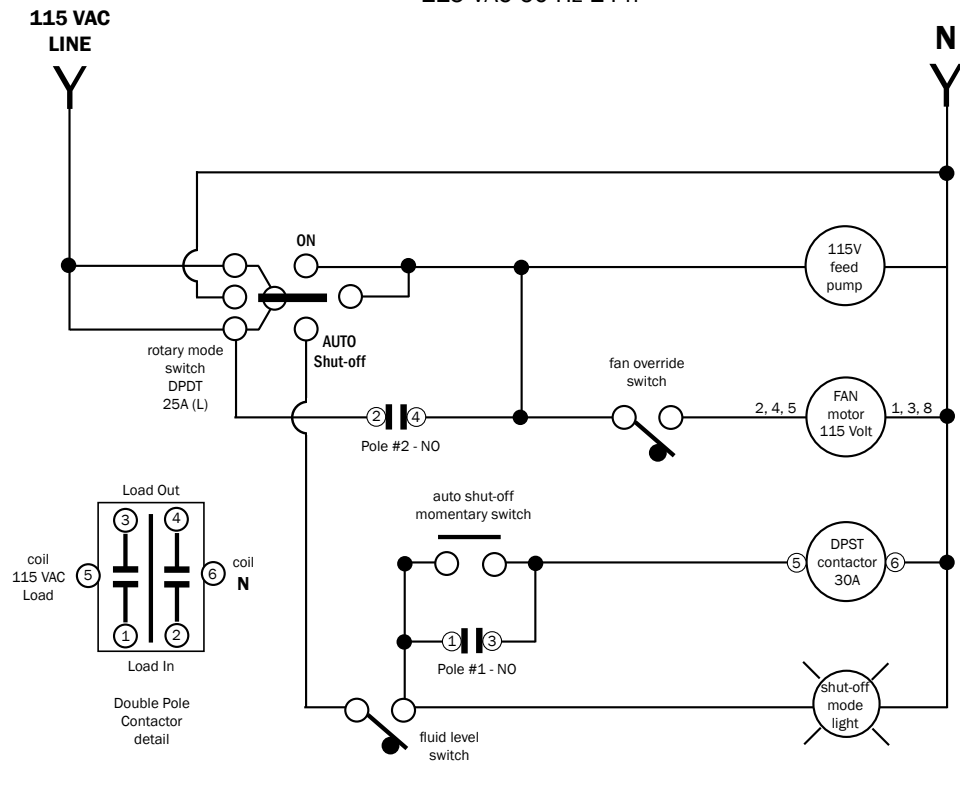 115 VAC
LINE
N
ON
115V
feed
pump
AUTO
Shut-off
rotary mode
switch
DPDT
25A (L)
fan override
switch
2, 4, 5
FAN
motor
115 Volt
1, 3, 8
2
4
Pole #2 - NO
Load Out
3
4
coil
115 VAC
Load
5
6
coil
N
1
2
Load In
Double Pole
Contactor
detail
auto shut-off
momentary switch
5
DPST
contactor
30A
6
1
3
Pole #1 - NO
fluid level
switch
shut-off
mode
light